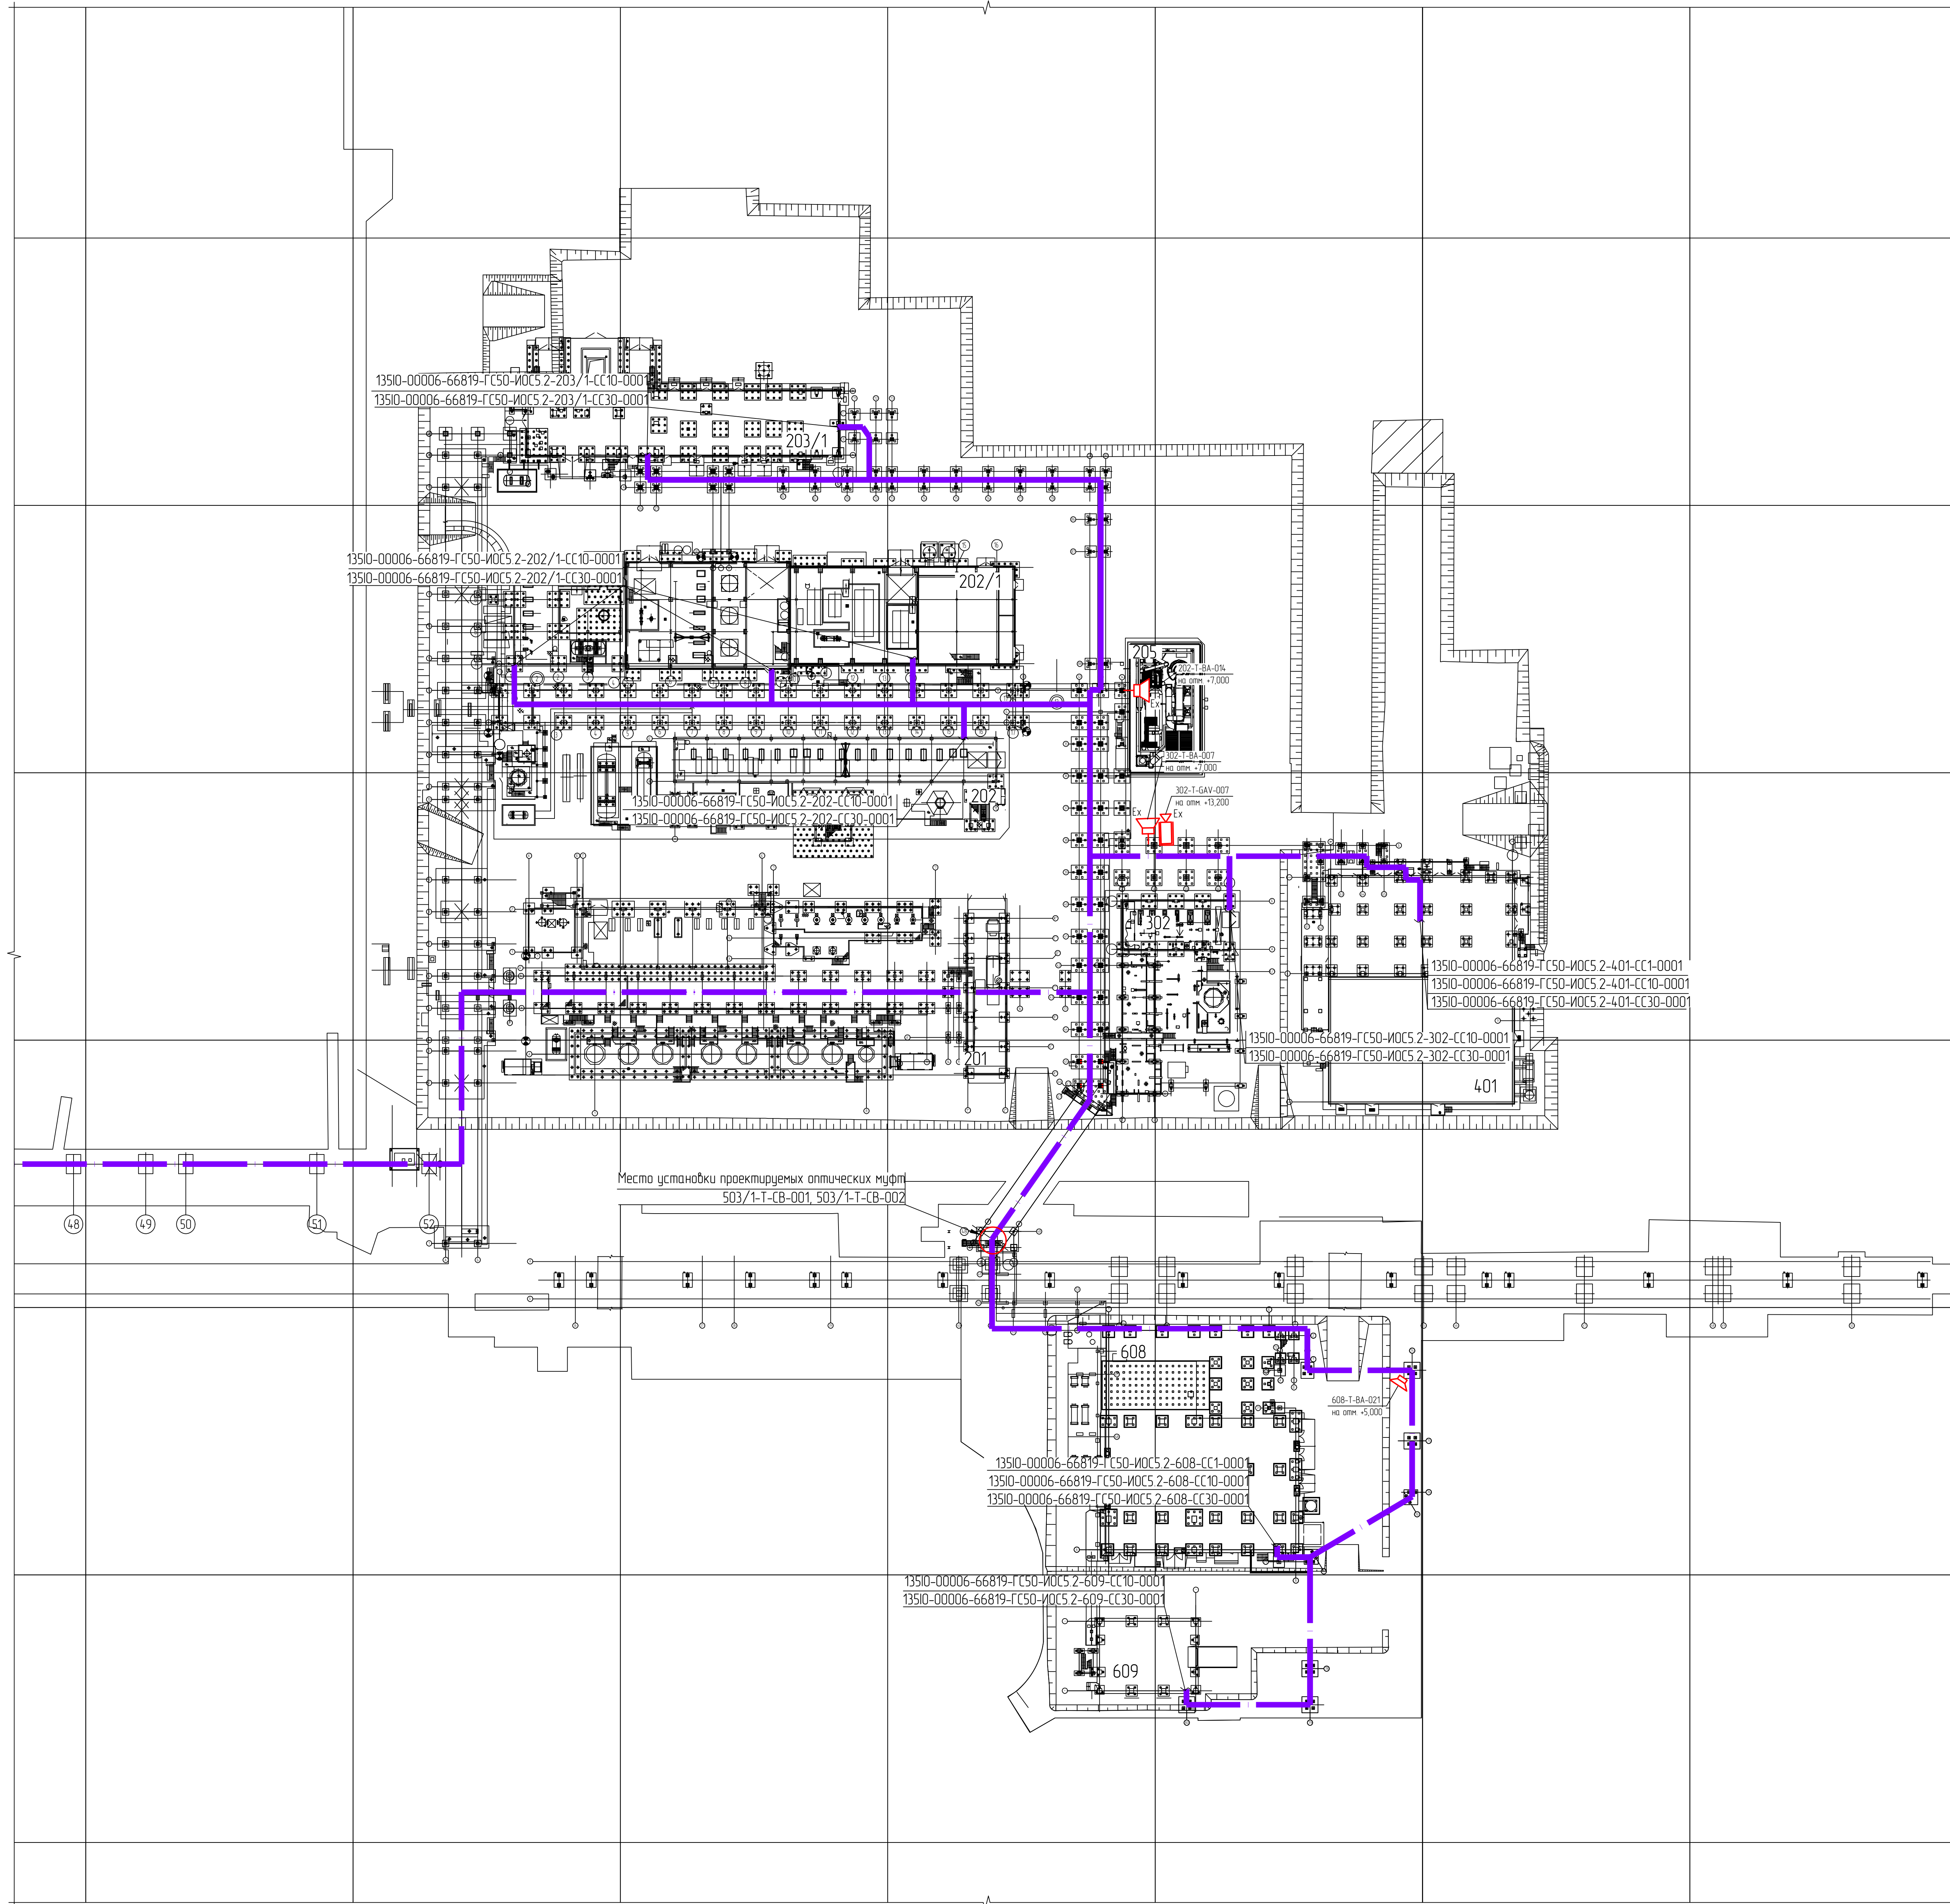 13510-00006-66819-ГС50-ИОС5.2-203/1-СС10-0001
13510-00006-66819-ГС50-ИОС5.2-203/1-СС30-0001
203/1
13510-00006-66819-ГС50-ИОС5.2-202/1-СС10-0001
13510-00006-66819-ГС50-ИОС5.2-202/1-СС30-0001
15
16
202/1
205
202-Т-ВА-014
на отм. +7,000
Ex
302-Т-ВА-007
на отм. +7,000
302-Т-GAV-007
на отм. +13,200
Ex
Ex
13510-00006-66819-ГС50-ИОС5.2-202-СС10-0001
13510-00006-66819-ГС50-ИОС5.2-202-СС30-0001
202
302
13510-00006-66819-ГС50-ИОС5.2-401-СС1-0001
13510-00006-66819-ГС50-ИОС5.2-401-СС10-0001
13510-00006-66819-ГС50-ИОС5.2-401-СС30-0001
13510-00006-66819-ГС50-ИОС5.2-302-СС10-0001
13510-00006-66819-ГС50-ИОС5.2-302-СС30-0001
201
401
Место установки проектируемых оптических муфт
503/1-Т-СВ-001, 503/1-Т-СВ-002
48
49
50
51
52
608
608-Т-ВА-021
на отм. +5,000
13510-00006-66819-ГС50-ИОС5.2-608-СС1-0001
13510-00006-66819-ГС50-ИОС5.2-608-СС10-0001
13510-00006-66819-ГС50-ИОС5.2-608-СС30-0001
13510-00006-66819-ГС50-ИОС5.2-609-СС10-0001
13510-00006-66819-ГС50-ИОС5.2-609-СС30-0001
609